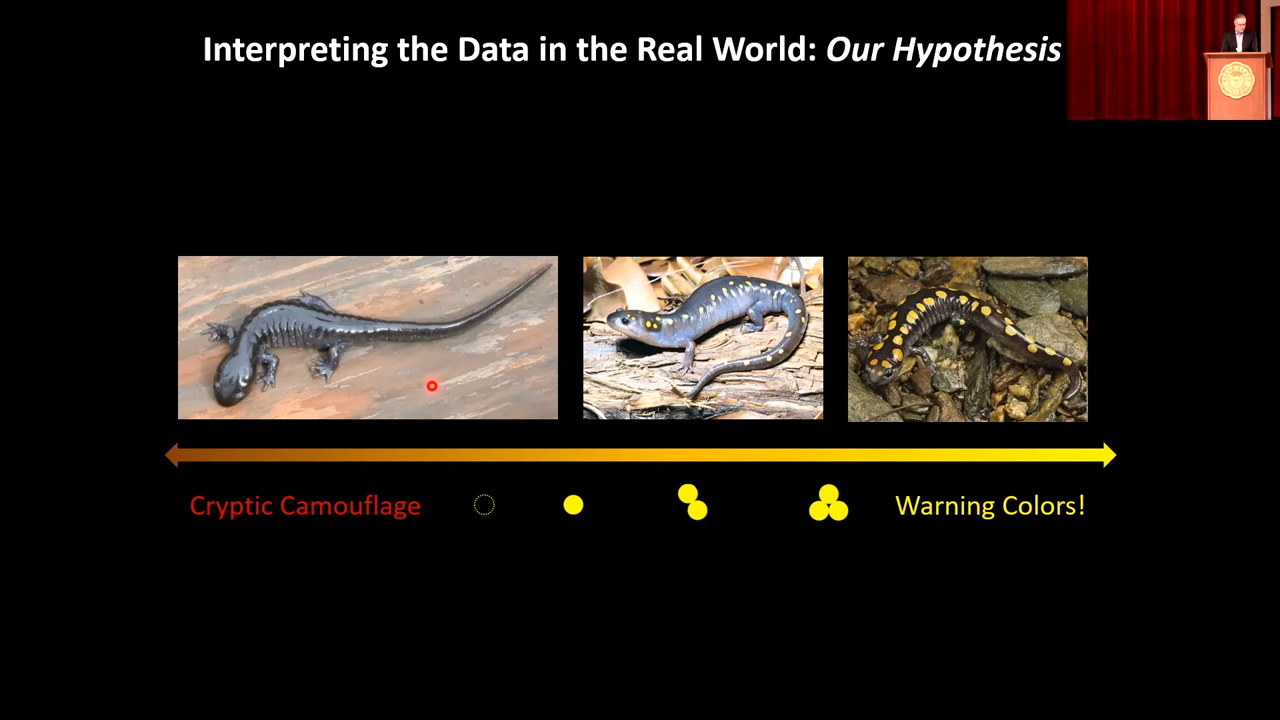 Interpreting the Data in the Real World: Our Hypothesis
Cryptic Camouflage
Warning Colors!